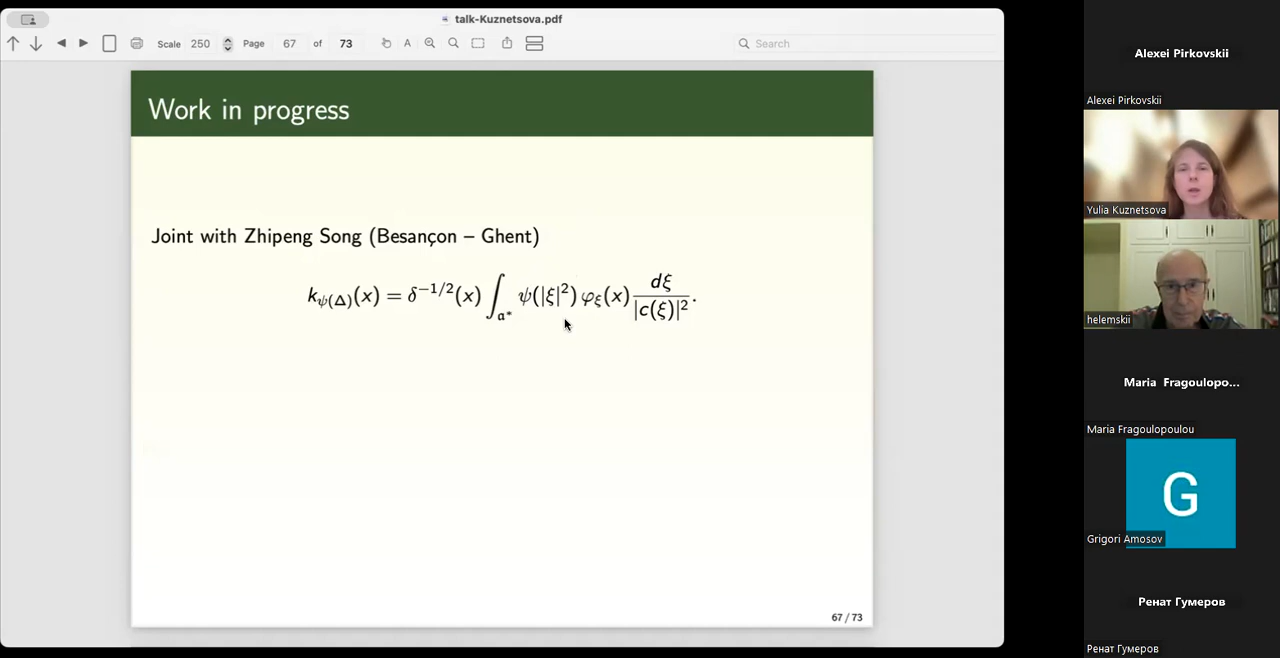 talk-Kuznetsova.pdf
Scale 250 Page 67 of 73 Search
Work in progress
Joint with Zhipeng Song (Besançon – Ghent)
k_{ψ(Δ)}(x) = δ^{−1/2}(x) ∫_{𝔞*} ψ(|ξ|²) φ_ξ(x) dξ/|c(ξ)|².
67 / 73
Alexei Pirkovskii
Alexei Pirkovskii
Yulia Kuznetsova
helemskii
Maria Fragoulopo...
Maria Fragoulopoulou
G
Grigori Amosov
Ренат Гумеров
Ренат Гумеров